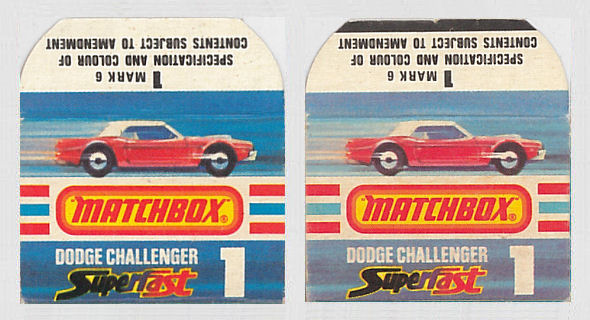 SPECIFICATION AND COLOUR OF
CONTENTS SUBJECT TO AMENDMENT
1 MARK 6
MATCHBOX®
DODGE CHALLENGER
Superfast 1
SPECIFICATION AND COLOUR OF
CONTENTS SUBJECT TO AMENDMENT
1 MARK 6
MATCHBOX®
DODGE CHALLENGER
Superfast 1